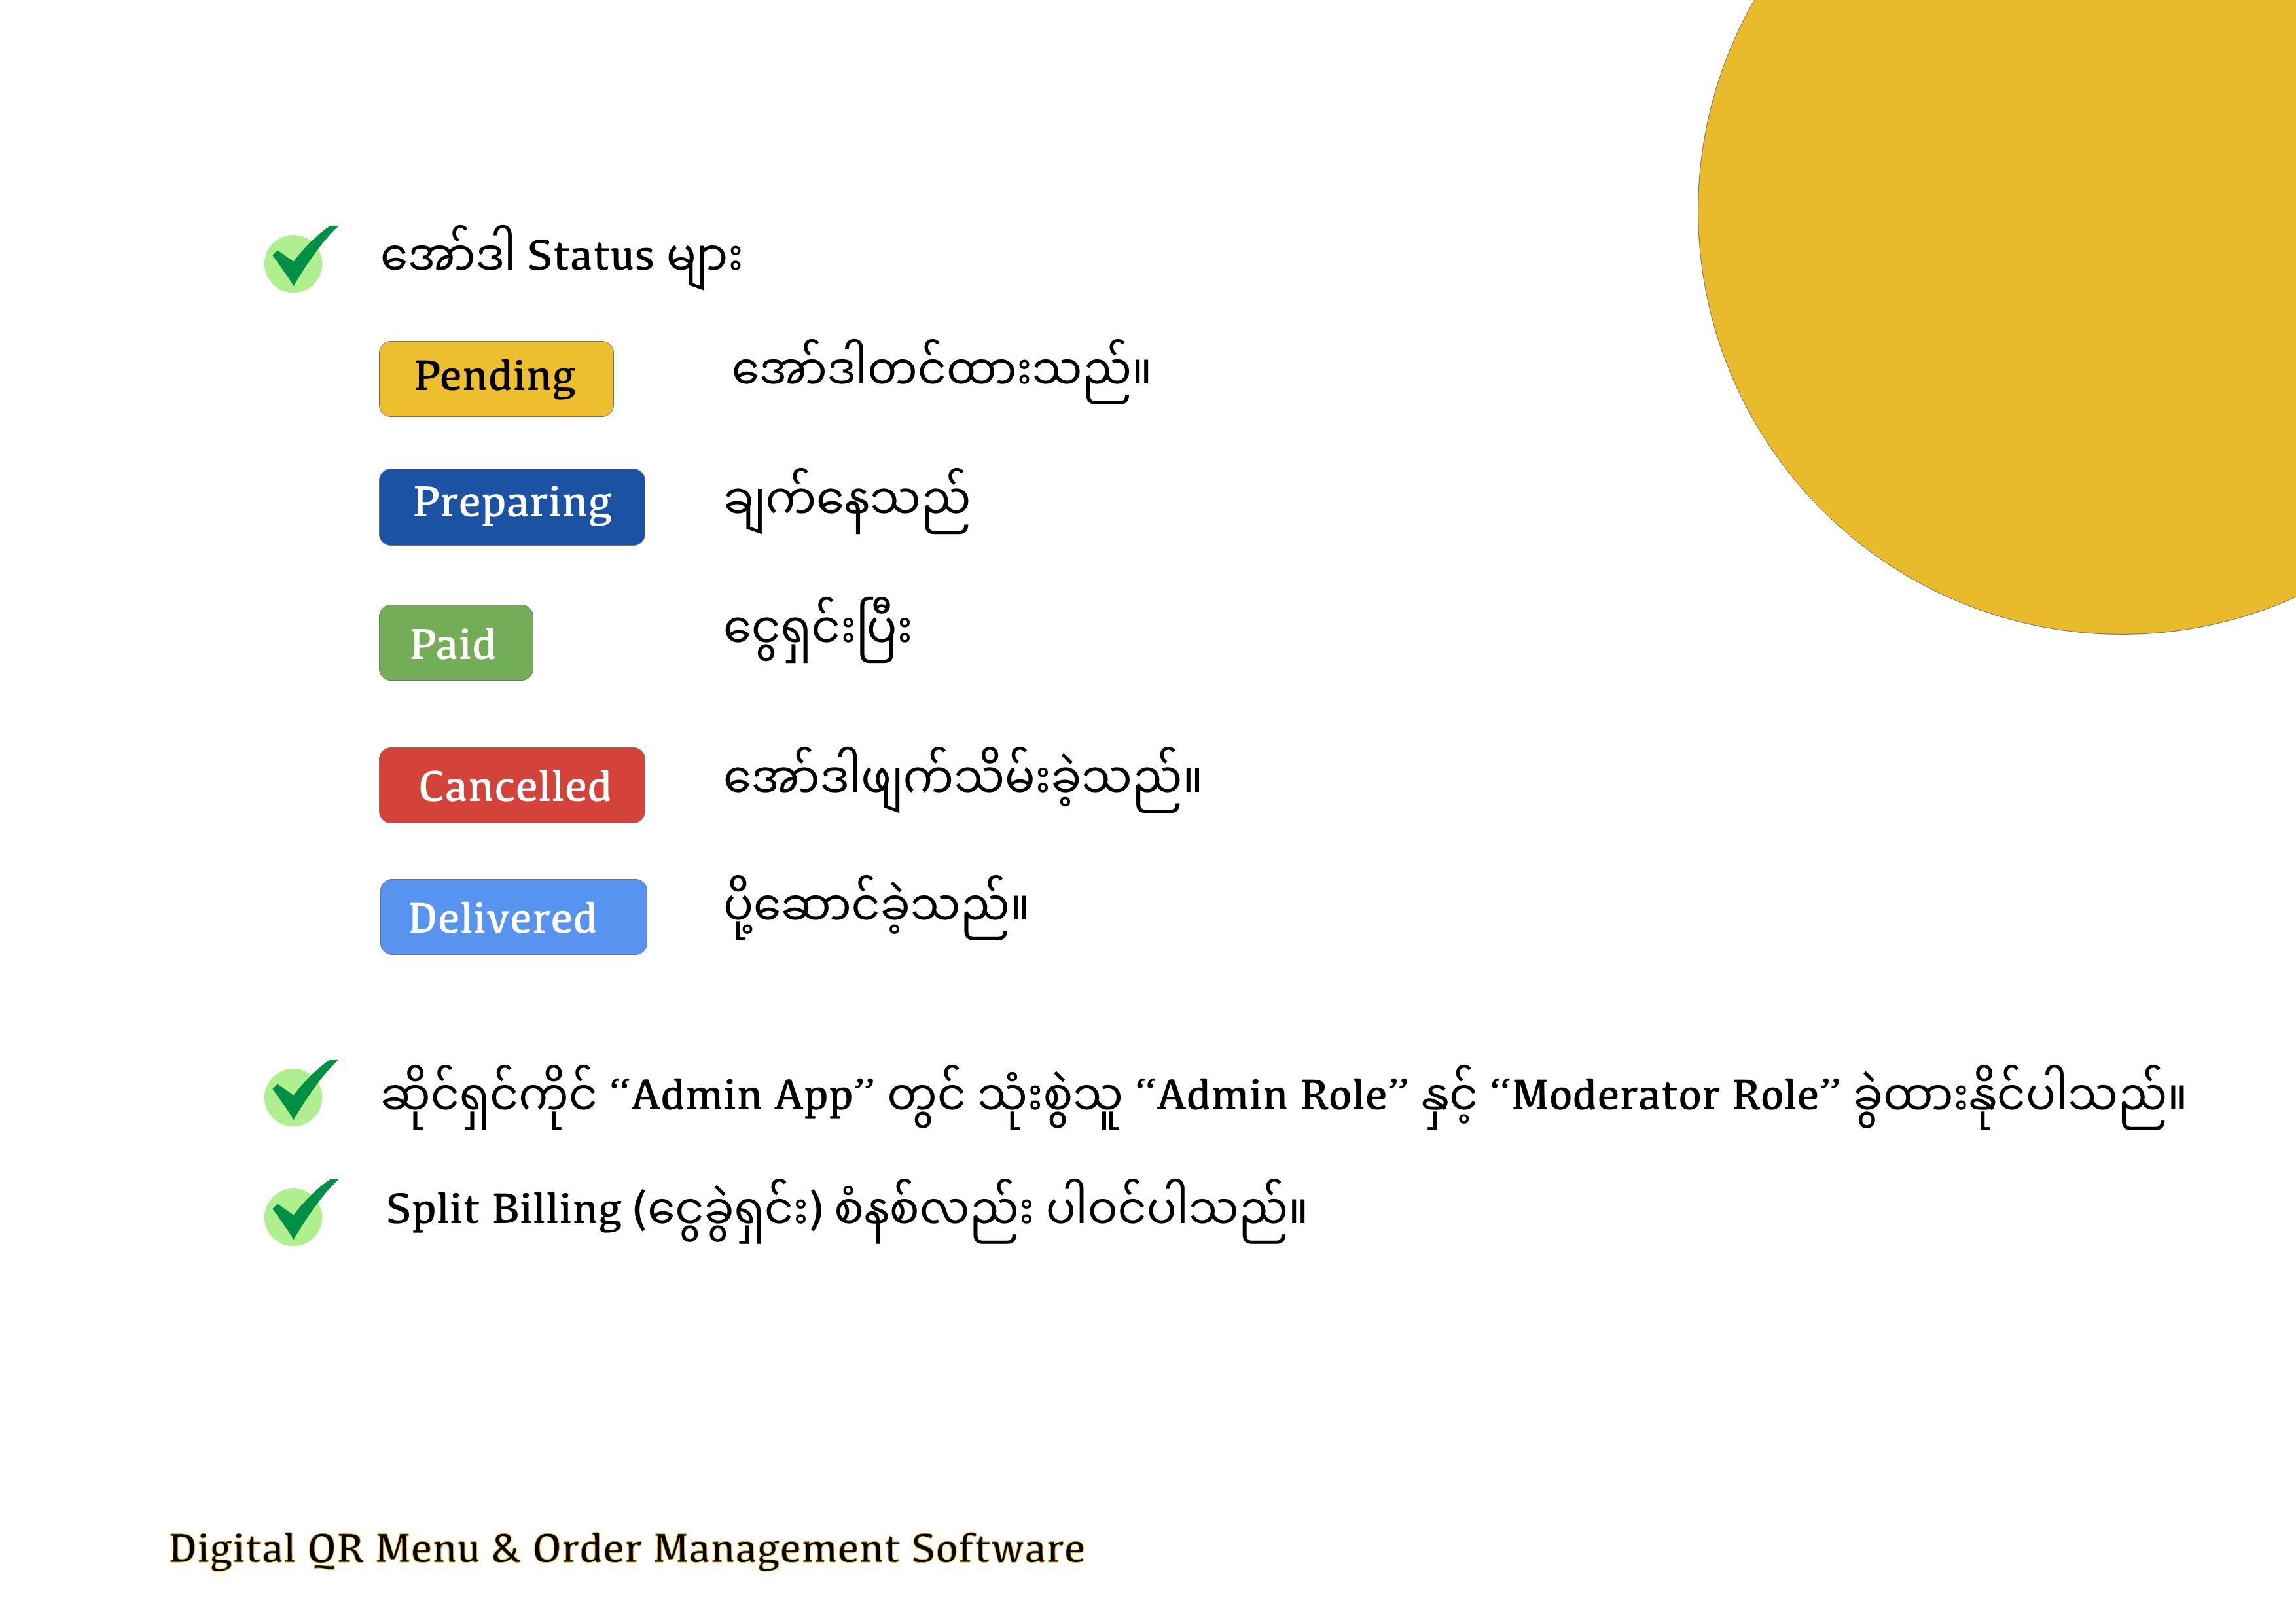 အော်ဒါ Status များ
Pending အော်ဒါတင်ထားသည်။
Preparing ချက်နေသည်
Paid ငွေရှင်းပြီး
Cancelled အော်ဒါဖျက်သိမ်းခဲ့သည်။
Delivered ပို့ဆောင်ခဲ့သည်။
ဆိုင်ရှင်ကိုင် “Admin App” တွင် သုံးစွဲသူ “Admin Role” နှင့် “Moderator Role” ခွဲထားနိုင်ပါသည်။
Split Billing (ငွေခွဲရှင်း) စံနစ်လည်း ပါဝင်ပါသည်။
Digital QR Menu & Order Management Software